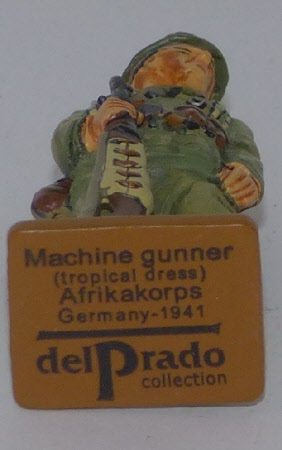 Machine gunner
(tropical dress)
Afrikakorps
Germany-1941
delPrado
collection